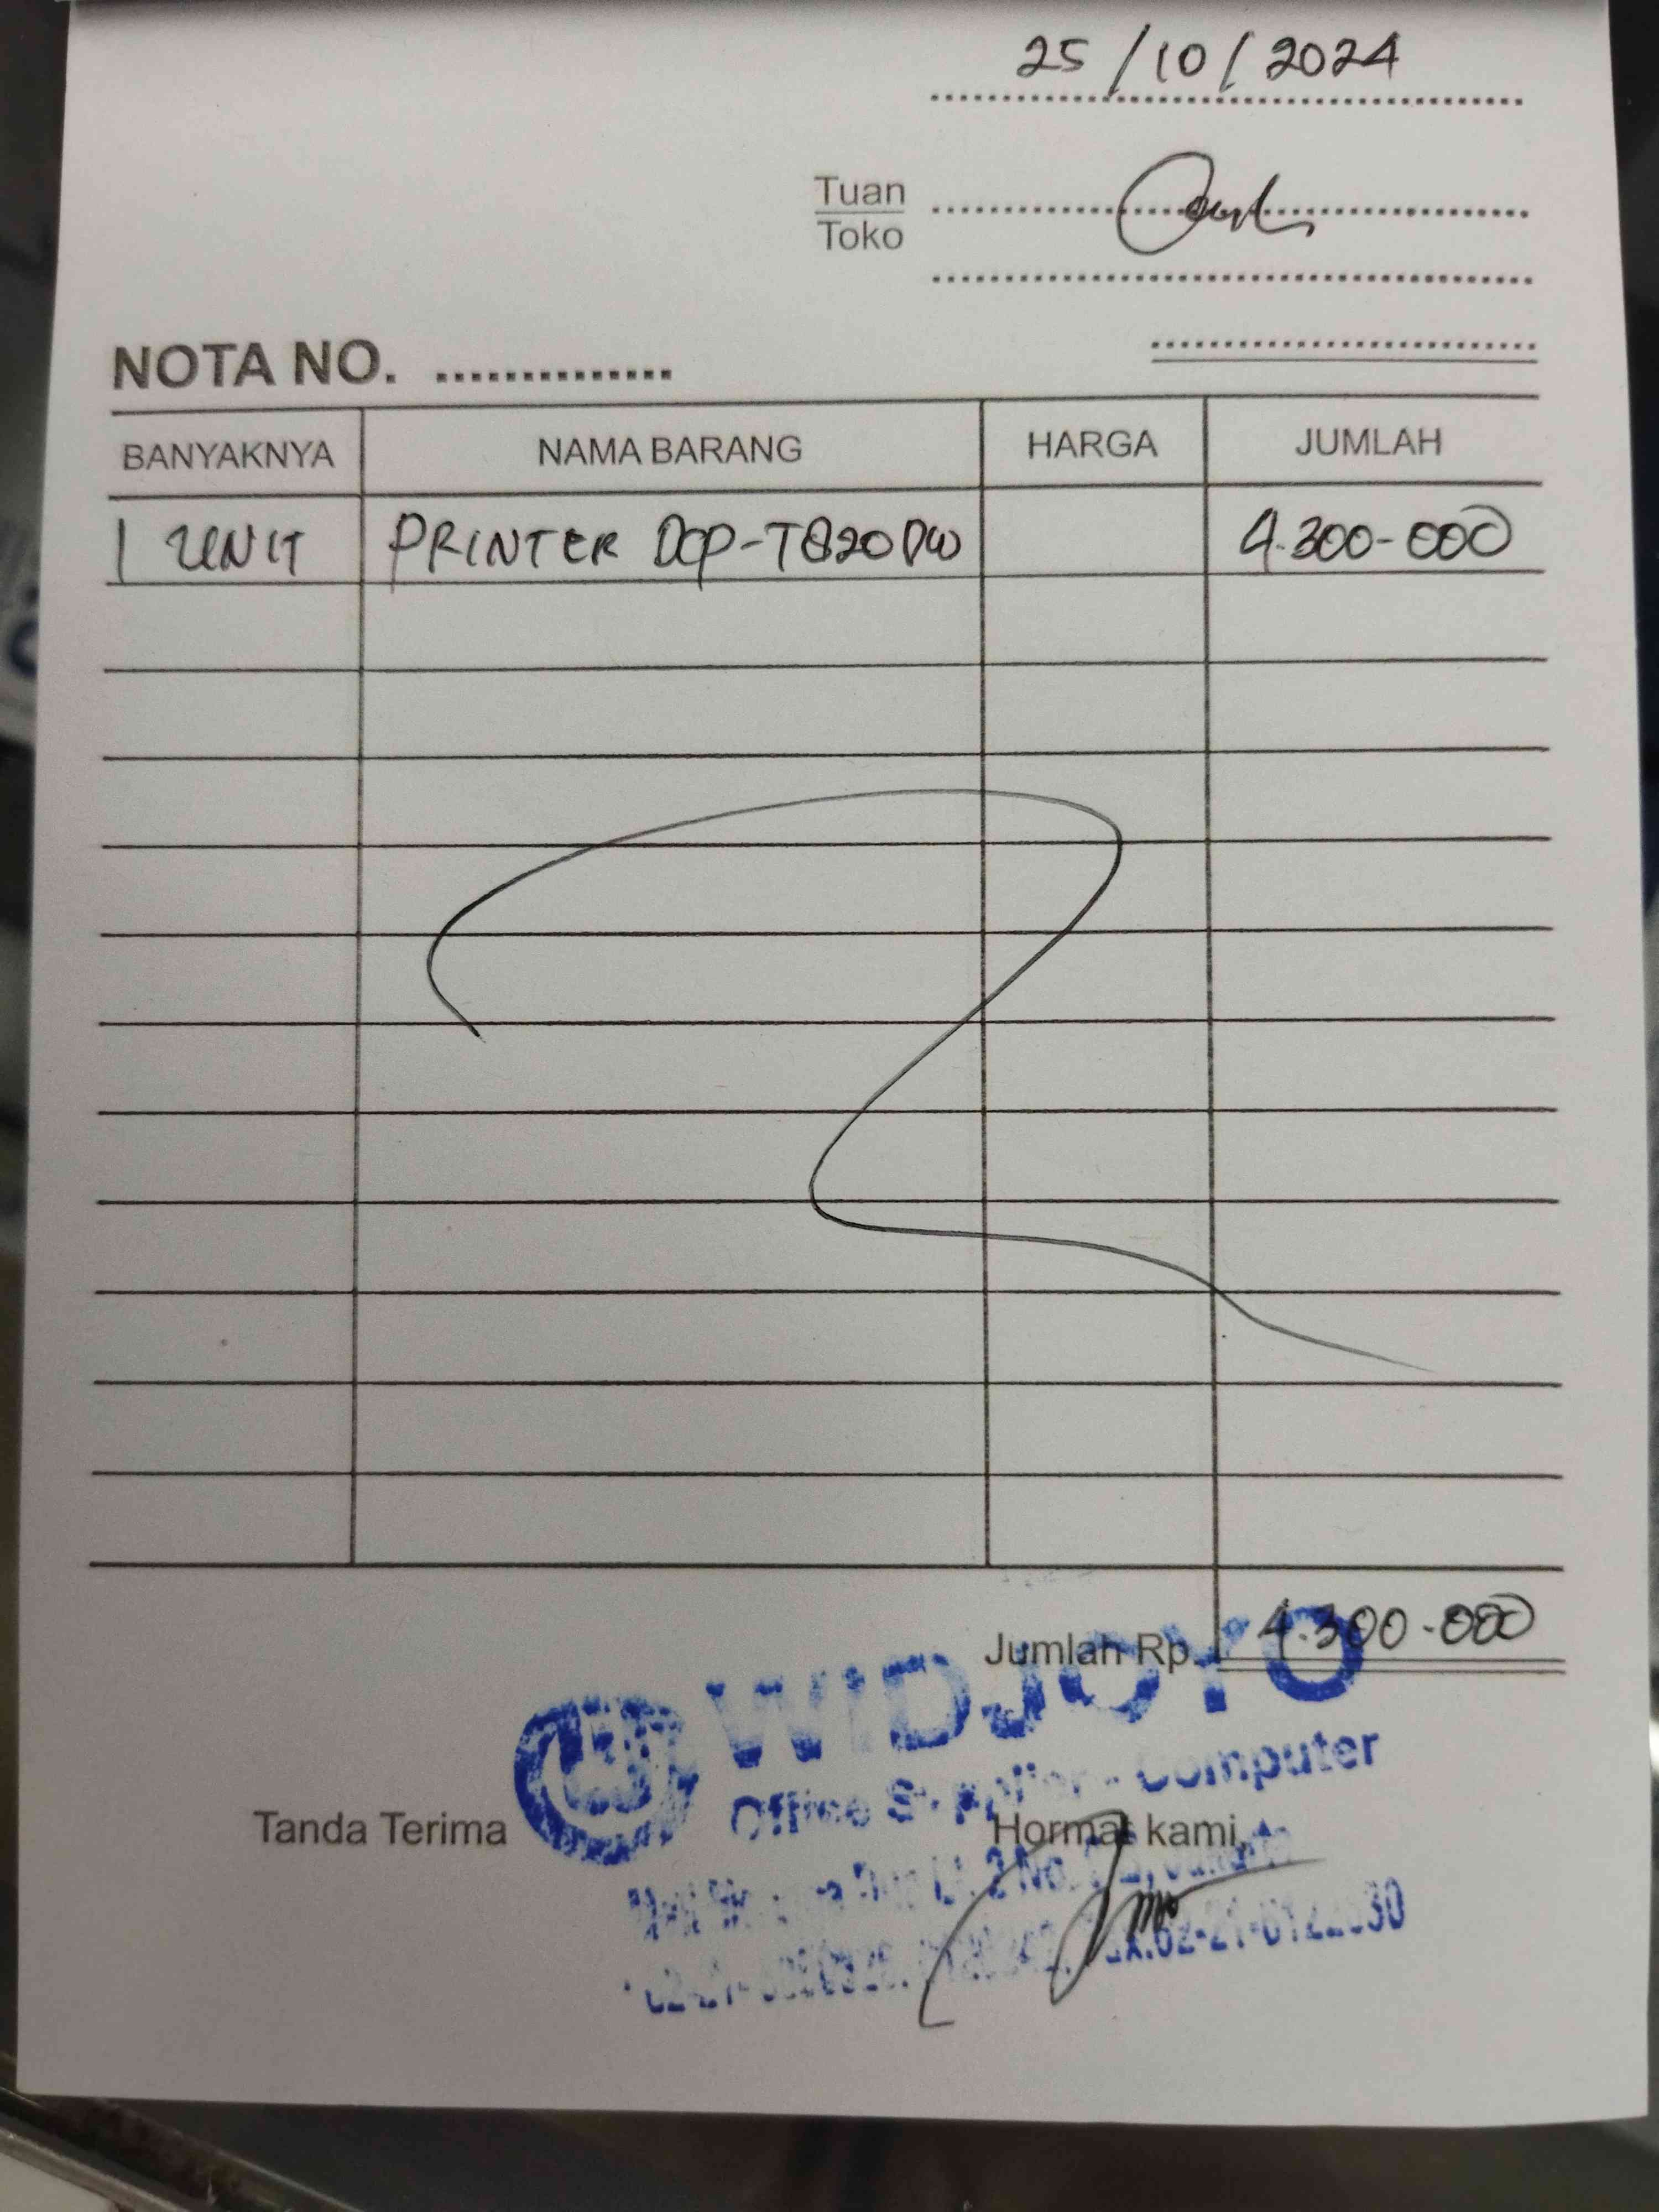 25/10/2024
Tuan
Toko
NOTA NO. ...............
BANYAKNYA NAMA BARANG HARGA JUMLAH
1 UNIT PRINTER DCP-T820DW 4.300-000
Jumlah Rp. 4.300-000
WIDJOYO
Office Computer
Tanda Terima Hormat kami,